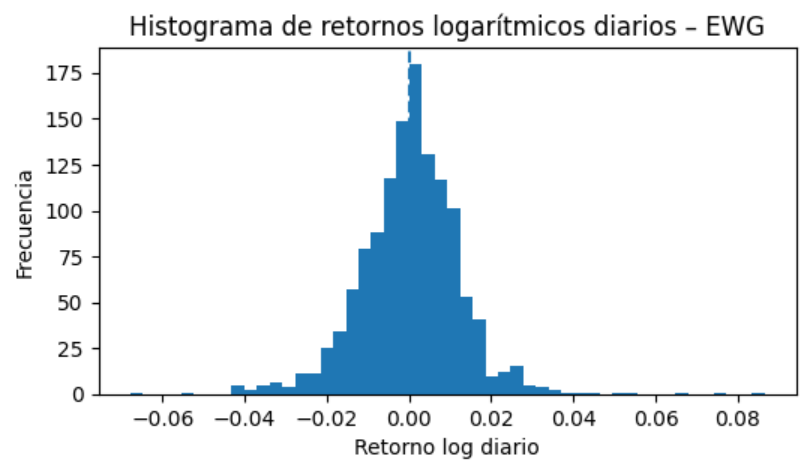 Histograma de retornos logarítmicos diarios – EWG
Frecuencia
175
150
125
100
75
50
25
0
−0.06 −0.04 −0.02 0.00 0.02 0.04 0.06 0.08
Retorno log diario